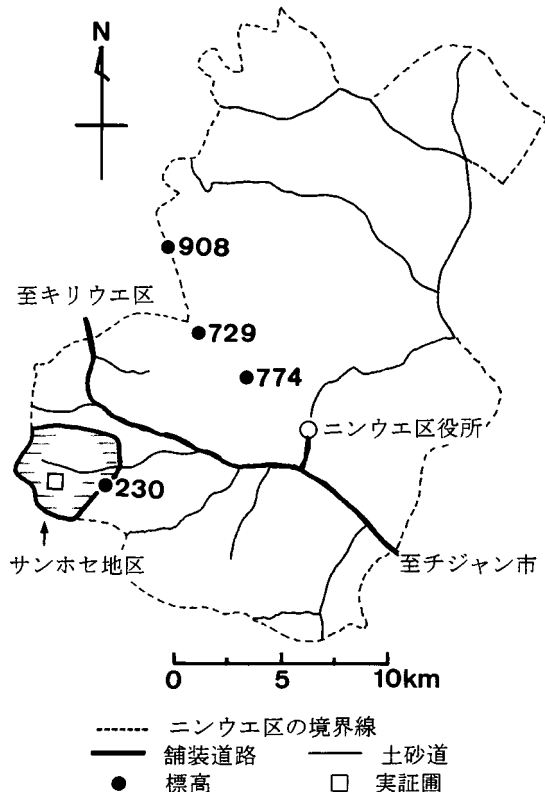 N
908
至キリウエ区
729
774
ニンウエ区役所
230
サンホセ地区
至チジャン市
0 5 10km
ニンウエ区の境界線
舗装道路 土砂道
標高 実証圃